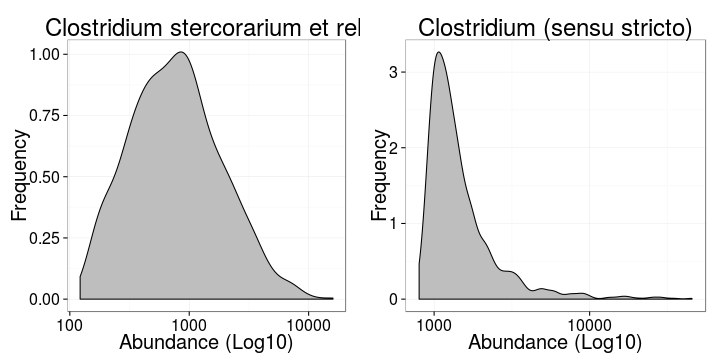 Clostridium stercorarium et rel
Frequency
1.00
0.75
0.50
0.25
0.00
100
1000
10000
Abundance (Log10)
Clostridium (sensu stricto)
Frequency
3
2
1
0
1000
10000
Abundance (Log10)